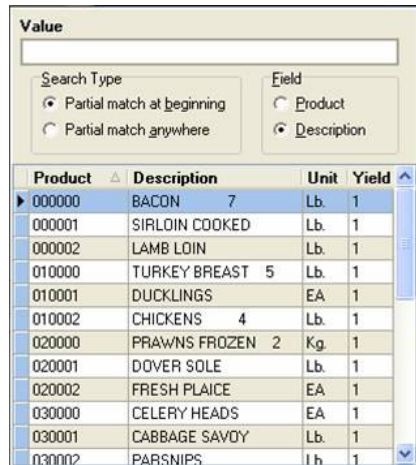 Value
Search Type Field
Partial match at beginning Product
Partial match anywhere Description
Product Description Unit Yield
000000 BACON 7 Lb. 1
000001 SIRLOIN COOKED Lb. 1
000002 LAMB LOIN Lb. 1
010000 TURKEY BREAST 5 Lb. 1
010001 DUCKLINGS EA 1
010002 CHICKENS 4 Lb. 1
020000 PRAWNS FROZEN 2 Kg. 1
020001 DOVER SOLE Lb. 1
020002 FRESH PLAICE EA 1
030000 CELERY HEADS EA 1
030001 CABBAGE SAVOY Lb. 1
030002 PARSNIPS Lb. 1